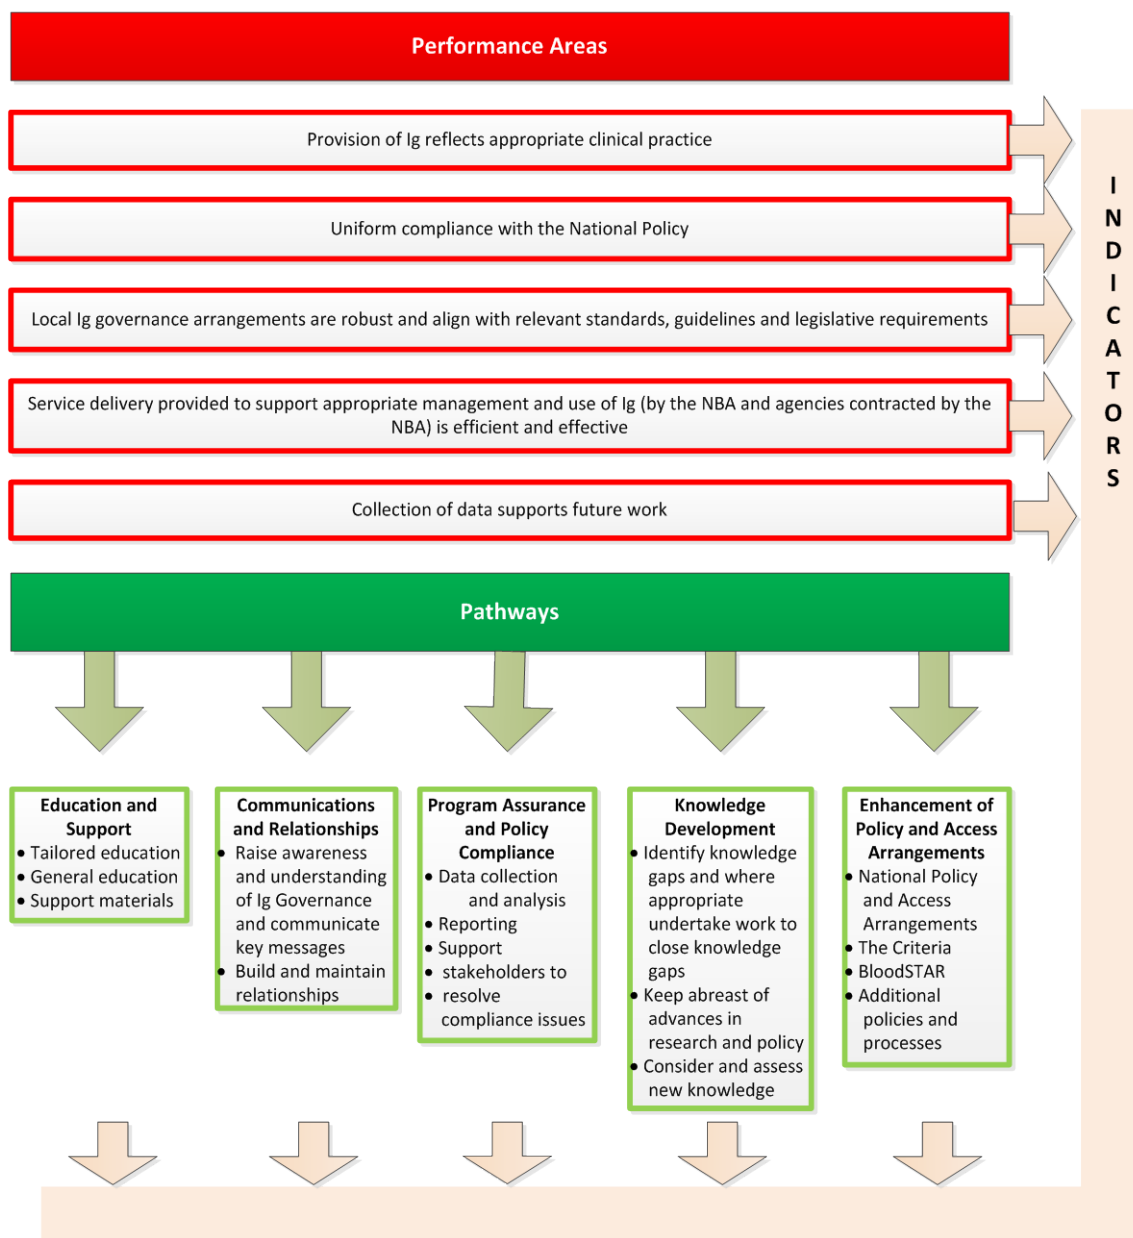 Performance Areas
Provision of Ig reflects appropriate clinical practice
Uniform compliance with the National Policy
Local Ig governance arrangements are robust and align with relevant standards, guidelines and legislative requirements
Service delivery provided to support appropriate management and use of Ig (by the NBA and agencies contracted by the
NBA) is efficient and effective
Collection of data supports future work
I
N
D
I
C
A
T
O
R
S
Pathways
Education and
Support
• Tailored education
• General education
• Support materials
Communications
and Relationships
• Raise awareness
and understanding
of Ig Governance
and communicate
key messages
• Build and maintain
relationships
Program Assurance
and Policy
Compliance
• Data collection
and analysis
• Reporting
• Support
• stakeholders to
• resolve
compliance issues
Knowledge
Development
• Identify knowledge
gaps and where
appropriate
undertake work to
close knowledge
gaps
• Keep abreast of
advances in
research and policy
• Consider and assess
new knowledge
Enhancement of
Policy and Access
Arrangements
• National Policy
and Access
Arrangements
• The Criteria
• BloodSTAR
• Additional
policies and
processes